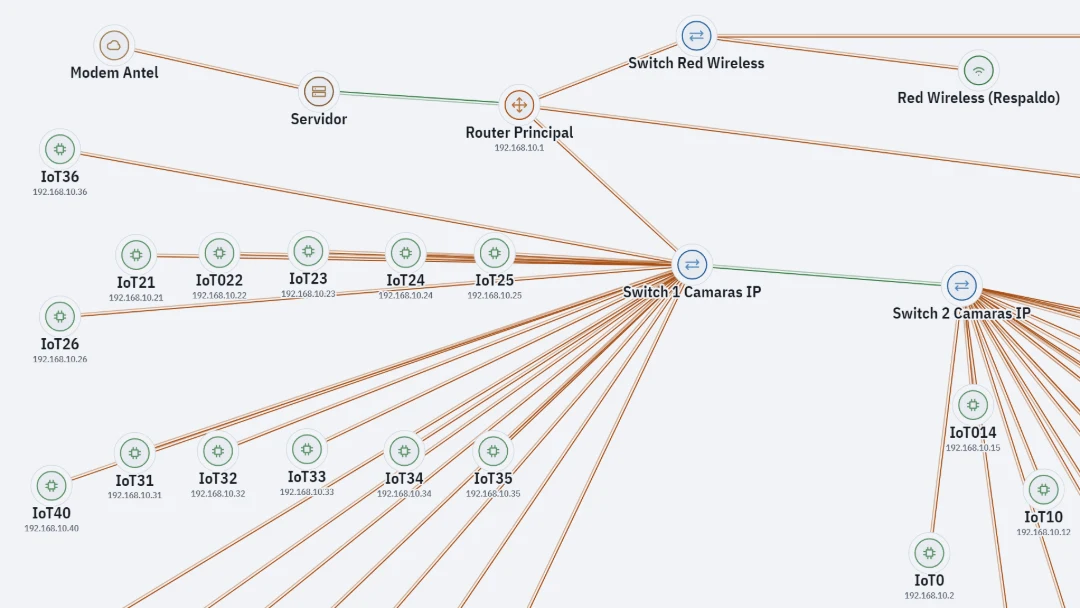 Modem Antel
Servidor
Router Principal
192.168.10.1
Switch Red Wireless
Red Wireless (Respaldo)
IoT36
192.168.10.36
IoT21
192.168.10.21
IoT022
192.168.10.22
IoT23
192.168.10.23
IoT24
192.168.10.24
IoT25
192.168.10.25
Switch 1 Camaras IP
Switch 2 Camaras IP
IoT26
192.168.10.26
IoT31
192.168.10.31
IoT32
192.168.10.32
IoT33
192.168.10.33
IoT34
192.168.10.34
IoT35
192.168.10.35
IoT014
192.168.10.15
IoT40
192.168.10.40
IoT10
192.168.10.12
IoT0
192.168.10.2